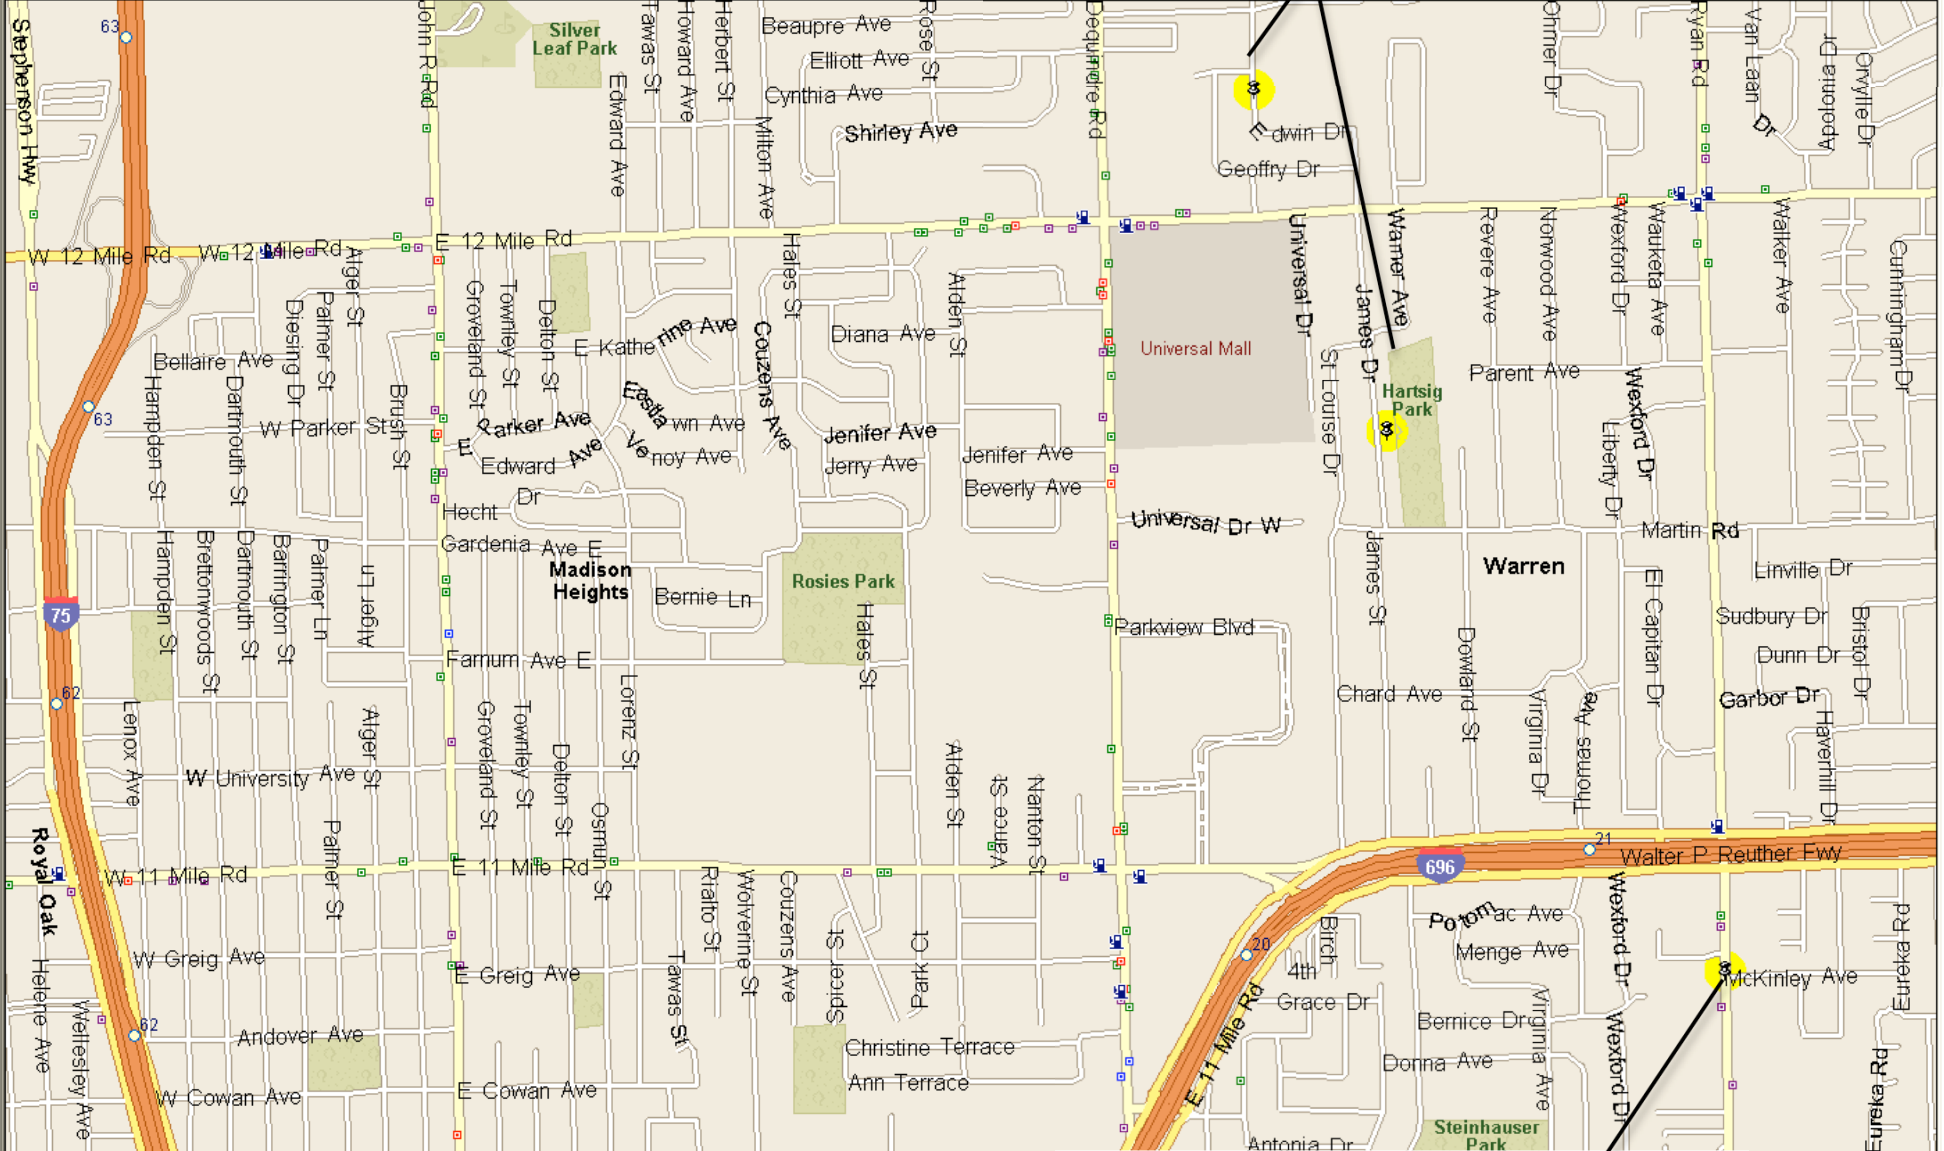 63
Stephenson Hwy
John R Rd
Silver
Leaf Park
Edward Ave
Tawas St
Howard Ave
Herbert St
Milton Ave
Beaupre Ave
Elliott Ave
Cynthia Ave
Shirley Ave
Rose St
Dequindre Rd
Edwin Dr
Geoffry Dr
Ohmer Dr
Ryan Rd
Van Laan Dr
Apollonia Dr
Orvylle Dr
W 12 Mile Rd
W 12 Mile Rd
E 12 Mile Rd
Alger St
Palmer St
Diesing Dr
Bellaire Ave
Hampden St
Dartmouth St
W Parker St
Brush St
Groveland St
Townley St
Delton St
E Katherine Ave
Couzens Ave
Hales St
Diana Ave
Alden St
Universal Mall
Universal Dr
St Louise Dr
James Dr
Warner Ave
Hartsig
Park
Revere Ave
Norwood Ave
Wexford Dr
Wauketa Ave
Walker Ave
Cunningham Dr
Parent Ave
Wexford Dr
Liberty Dr
63
E Parker Ave
Eastlawn Ave
Edward Ave
Vernoy Ave
Jenifer Ave
Jerry Ave
Jenifer Ave
Beverly Ave
Hecht Dr
Universal Dr W
Martin Rd
Gardenia Ave E
Madison
Heights
Bernie Ln
Rosies Park
Hales St
Hampden St
Brettonwoods St
Dartmouth St
Barrington St
Palmer Ln
Alger Ln
75
Farnum Ave E
Parkview Blvd
James St
Warren
Linville Dr
Sudbury Dr
Dunn Dr
Bristol Dr
Garbor Dr
El Capitan Dr
Dowland St
Chard Ave
Virginia Dr
Thomas Ave
Haverhill Dr
62
Lenox Ave
Alger St
W University Ave
Groveland St
Townley St
Delton St
Lorenz St
Osmun St
Alden St
Vance St
Nanton St
21
Walter P Reuther Fwy
696
Royal Oak
W 11 Mile Rd
Palmer St
E 11 Mile Rd
Rialto St
Wolverine St
Couzens Ave
Spicer St
Park Ct
W Greig Ave
E Greig Ave
Tawas St
20
E 11 Mile Rd
Birch
4th
Grace Dr
Potomac Ave
Menge Ave
Bernice Dr
Donna Ave
Virginia Ave
Wexford Dr
Wexford Dr
McKinley Ave
Eureka Rd
Eureka Rd
Helene Ave
Wellesley Ave
62
Andover Ave
W Cowan Ave
E Cowan Ave
Christine Terrace
Ann Terrace
Antonia Dr
Steinhauser
Park